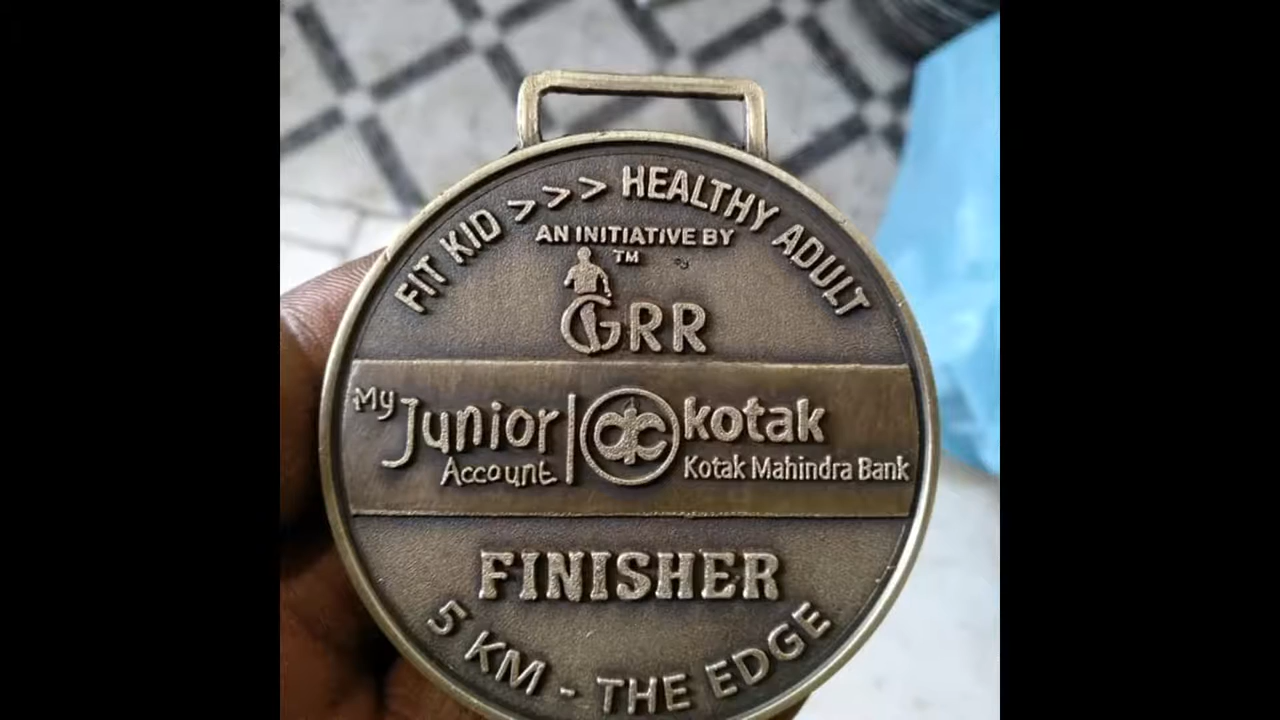 FIT KID >>> HEALTHY ADULT
AN INITIATIVE BY
TM
GRR
My Junior Account
kotak
Kotak Mahindra Bank
FINISHER
5 KM - THE EDGE